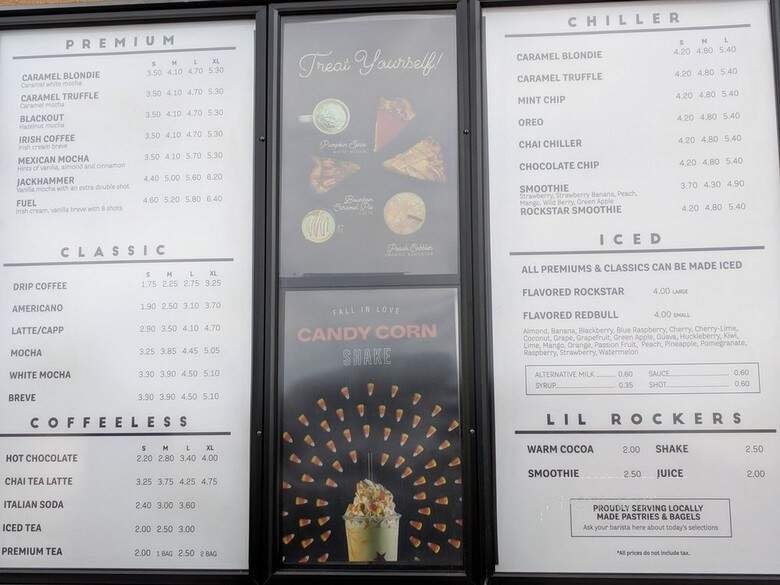 PREMIUM
S M L XL
CARAMEL BLONDIE 3.50 4.10 4.70 5.30
Caramel white mocha
CARAMEL TRUFFLE 3.50 4.10 4.70 5.30
Caramel mocha
BLACKOUT 3.50 4.10 4.70 5.30
Hazelnut mocha
IRISH COFFEE 3.50 4.10 4.70 5.30
Irish cream breve
MEXICAN MOCHA 3.50 4.10 5.70 5.30
Hints of vanilla, almond and cinnamon
JACKHAMMER 4.40 5.00 5.60 6.20
Vanilla mocha with an extra double shot
FUEL 4.60 5.20 5.80 6.40
Irish cream, vanilla breve with 8 shots
CLASSIC
S M L XL
DRIP COFFEE 1.75 2.25 2.75 3.25
AMERICANO 1.90 2.50 3.10 3.70
LATTE/CAPP 2.90 3.50 4.10 4.70
MOCHA 3.25 3.85 4.45 5.05
WHITE MOCHA 3.30 3.90 4.50 5.10
BREVE 3.30 3.90 4.50 5.10
COFFEELESS
S M L XL
HOT CHOCOLATE 2.20 2.80 3.40 4.00
CHAI TEA LATTE 3.25 3.75 4.25 4.75
ITALIAN SODA 2.40 3.00 3.60
ICED TEA 2.00 2.50 3.00
PREMIUM TEA 2.00 1 BAG 2.50 2 BAG
Treat Yourself!
Pumpkin Spice
Bourbon
Caramel Pie
Peach Cobbler
FALL IN LOVE
CANDY CORN
SHAKE
CHILLER
S M L
CARAMEL BLONDIE 4.20 4.80 5.40
CARAMEL TRUFFLE 4.20 4.80 5.40
MINT CHIP 4.20 4.80 5.40
OREO 4.20 4.80 5.40
CHAI CHILLER 4.20 4.80 5.40
CHOCOLATE CHIP 4.20 4.80 5.40
SMOOTHIE 3.70 4.30 4.90
Strawberry, Strawberry Banana, Peach,
Mango, Wild Berry, Green Apple
ROCKSTAR SMOOTHIE 4.20 4.80 5.40
ICED
ALL PREMIUMS & CLASSICS CAN BE MADE ICED
FLAVORED ROCKSTAR 4.00 LARGE
FLAVORED REDBULL 4.00 SMALL
Almond, Banana, Blackberry, Blue Raspberry, Cherry, Cherry-Lime,
Coconut, Grape, Grapefruit, Green Apple, Guava, Huckleberry, Kiwi,
Lime, Mango, Orange, Passion Fruit, Peach, Pineapple, Pomegranate,
Raspberry, Strawberry, Watermelon
ALTERNATIVE MILK 0.60 SAUCE 0.60
SYRUP 0.35 SHOT 0.60
LIL ROCKERS
WARM COCOA 2.00 SHAKE 2.50
SMOOTHIE 2.50 JUICE 2.00
PROUDLY SERVING LOCALLY
MADE PASTRIES & BAGELS
Ask your barista here about today's selections
*All prices do not include tax.